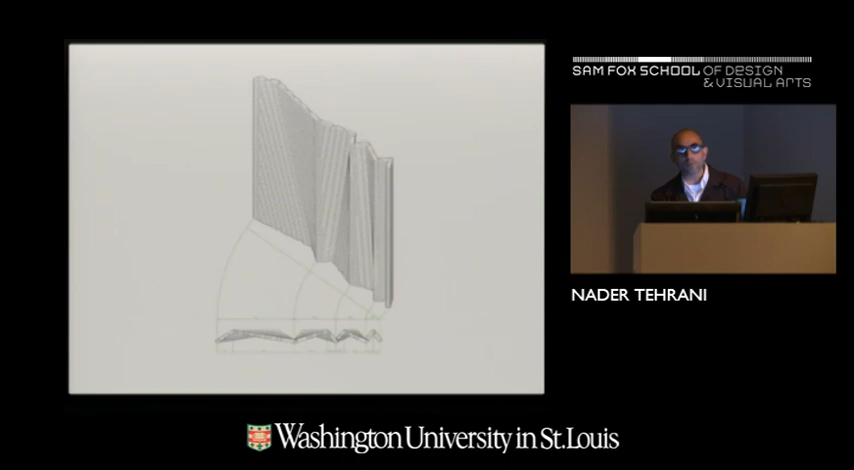 SAM FOX SCHOOL OF DESIGN
& VISUAL ARTS
NADER TEHRANI
Washington University in St. Louis